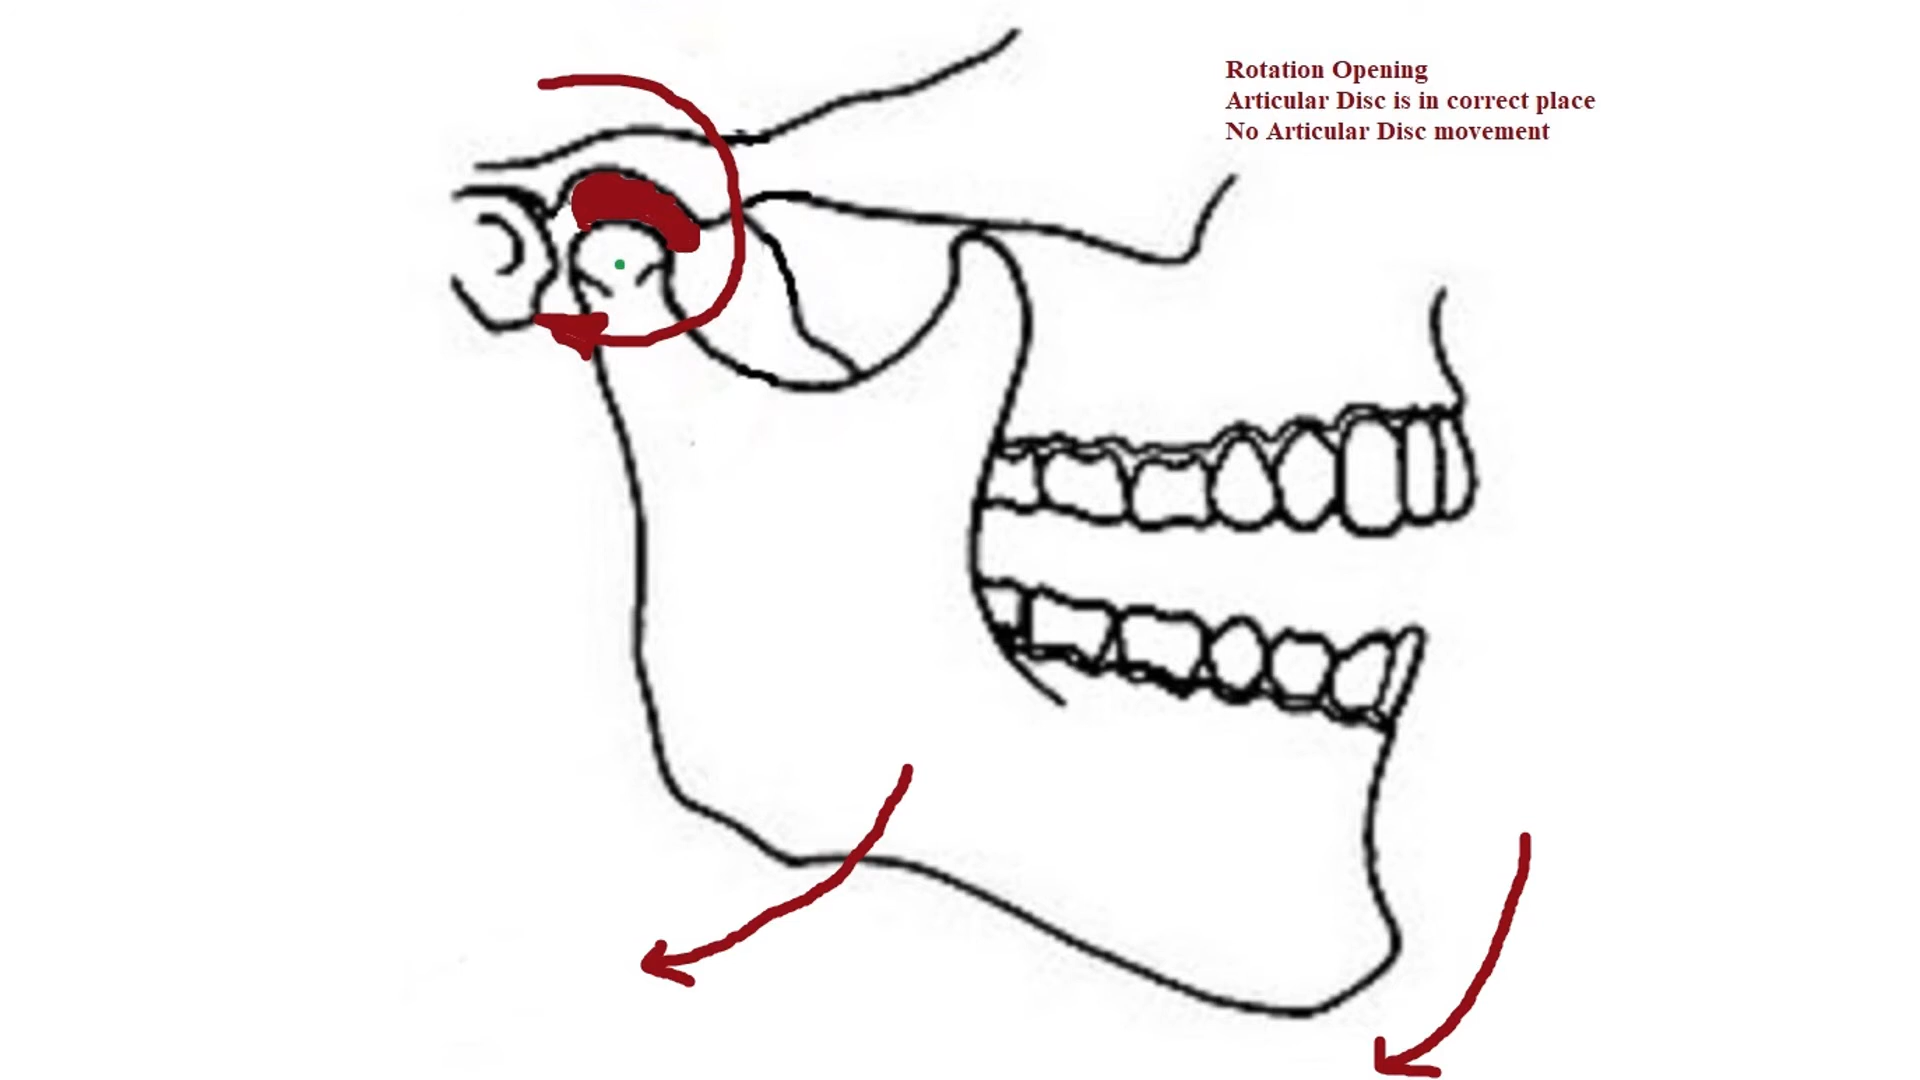 Rotation Opening
Articular Disc is in correct place
No Articular Disc movement